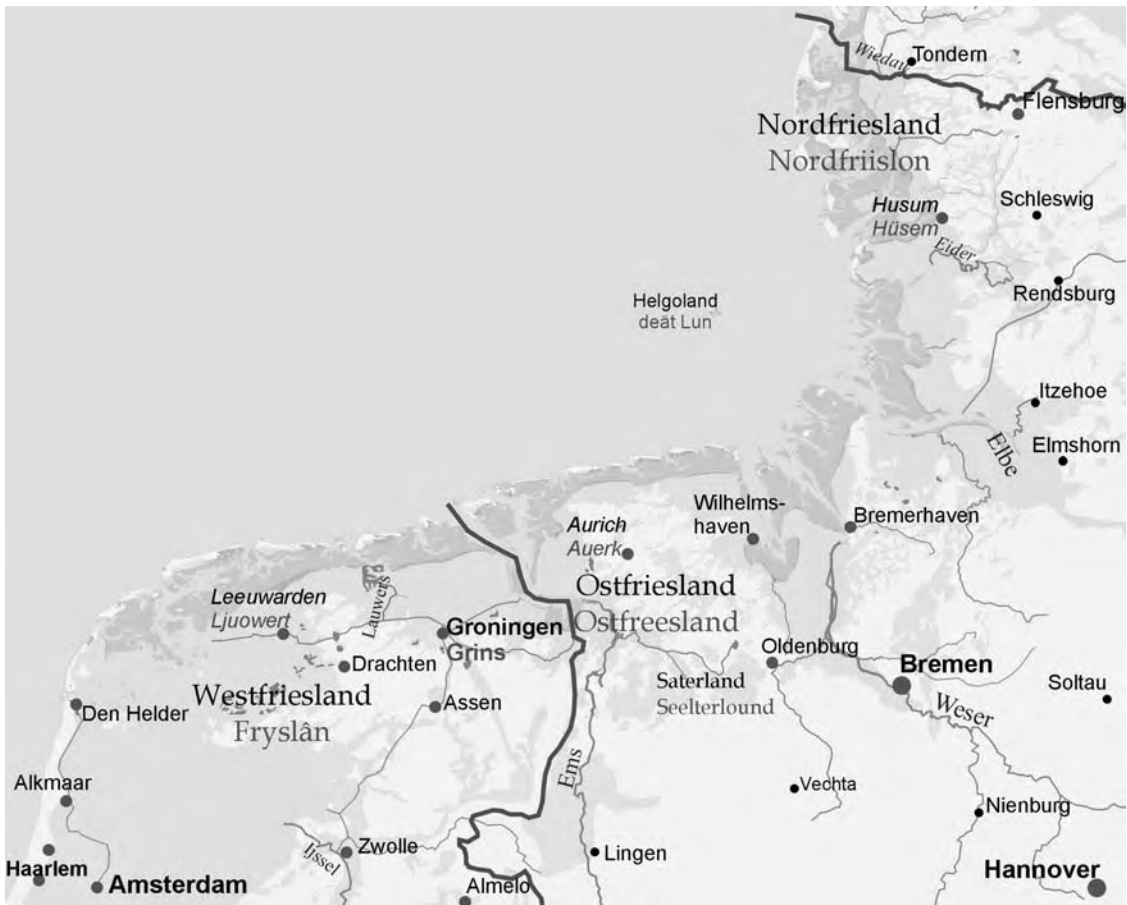 Wiedau
Tondern
Flensburg
Nordfriesland
Nordfriislon
Husum
Hüsem
Schleswig
Eider
Rendsburg
Helgoland
deät Lun
Itzehoe
Elbe
Elmshorn
Wilhelms-
haven
Bremerhaven
Aurich
Auerk
Ostfriesland
Ostfreesland
Leeuwarden
Ljuowert
Lauwers
Groningen
Grins
Drachten
Oldenburg
Bremen
Saterland
Seelterlound
Soltau
Westfriesland
Fryslân
Den Helder
Assen
Weser
Ems
Alkmaar
Vechta
Nienburg
Ijssel
Zwolle
Lingen
Haarlem
Amsterdam
Almelo
Hannover